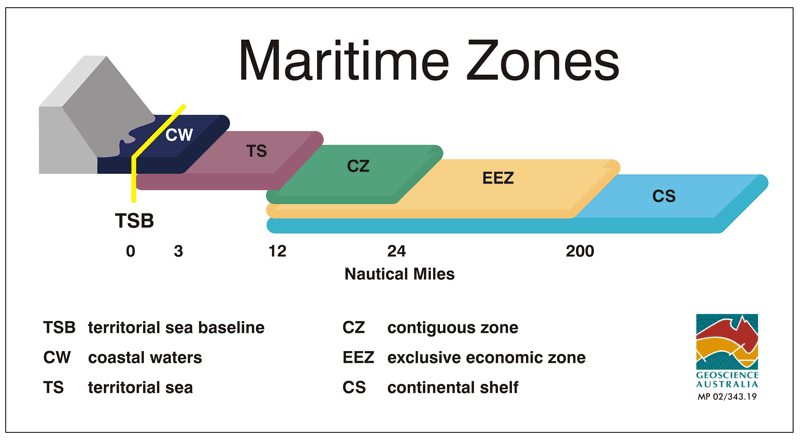 Maritime Zones
CW
TS
CZ
EEZ
CS
TSB
0 3 12 24 200
Nautical Miles
TSB territorial sea baseline
CW coastal waters
TS territorial sea
CZ contiguous zone
EEZ exclusive economic zone
CS continental shelf
GEOSCIENCE
AUSTRALIA
MP 02/343.19